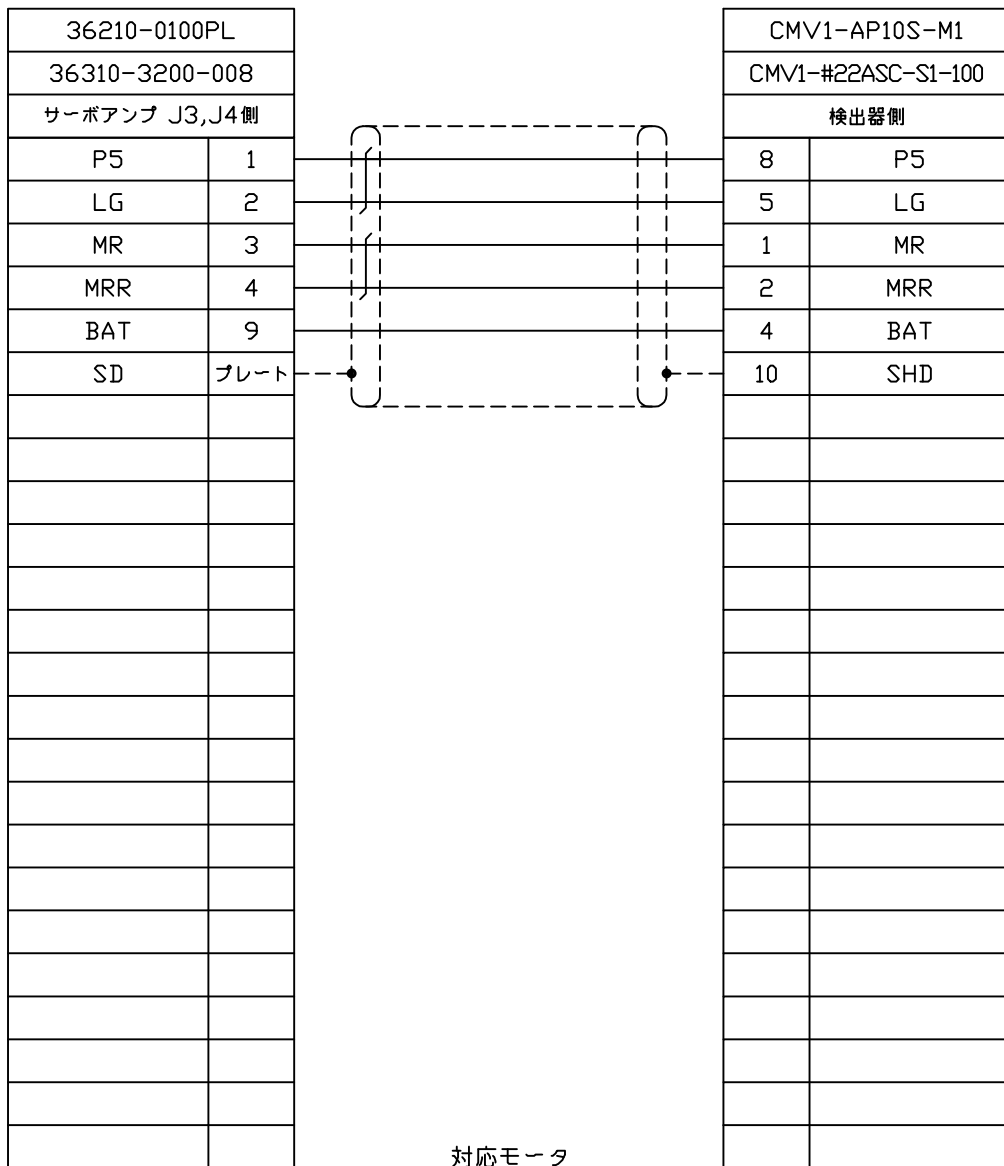 36210-0100PL CMV1-AP10S-M1
36310-3200-008 CMV1-#22ASC-S1-100
サーボアンプ J3,J4側 検出器側
P5 1 8 P5
LG 2 5 LG
MR 3 1 MR
MRR 4 2 MRR
BAT 9 4 BAT
SD プレート 10 SHD
対応モータ